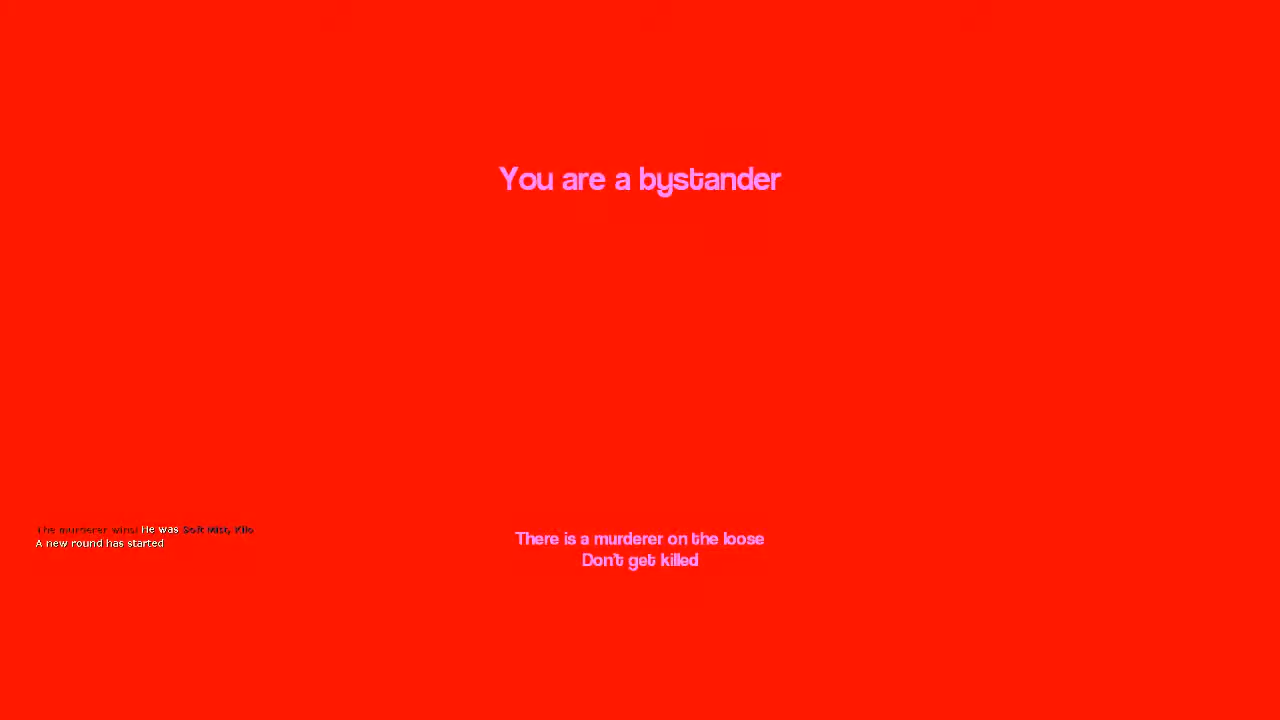 You are a bystander
The murderer wins! He was Soft Mist, Kilo
A new round has started
There is a murderer on the loose
Don't get killed